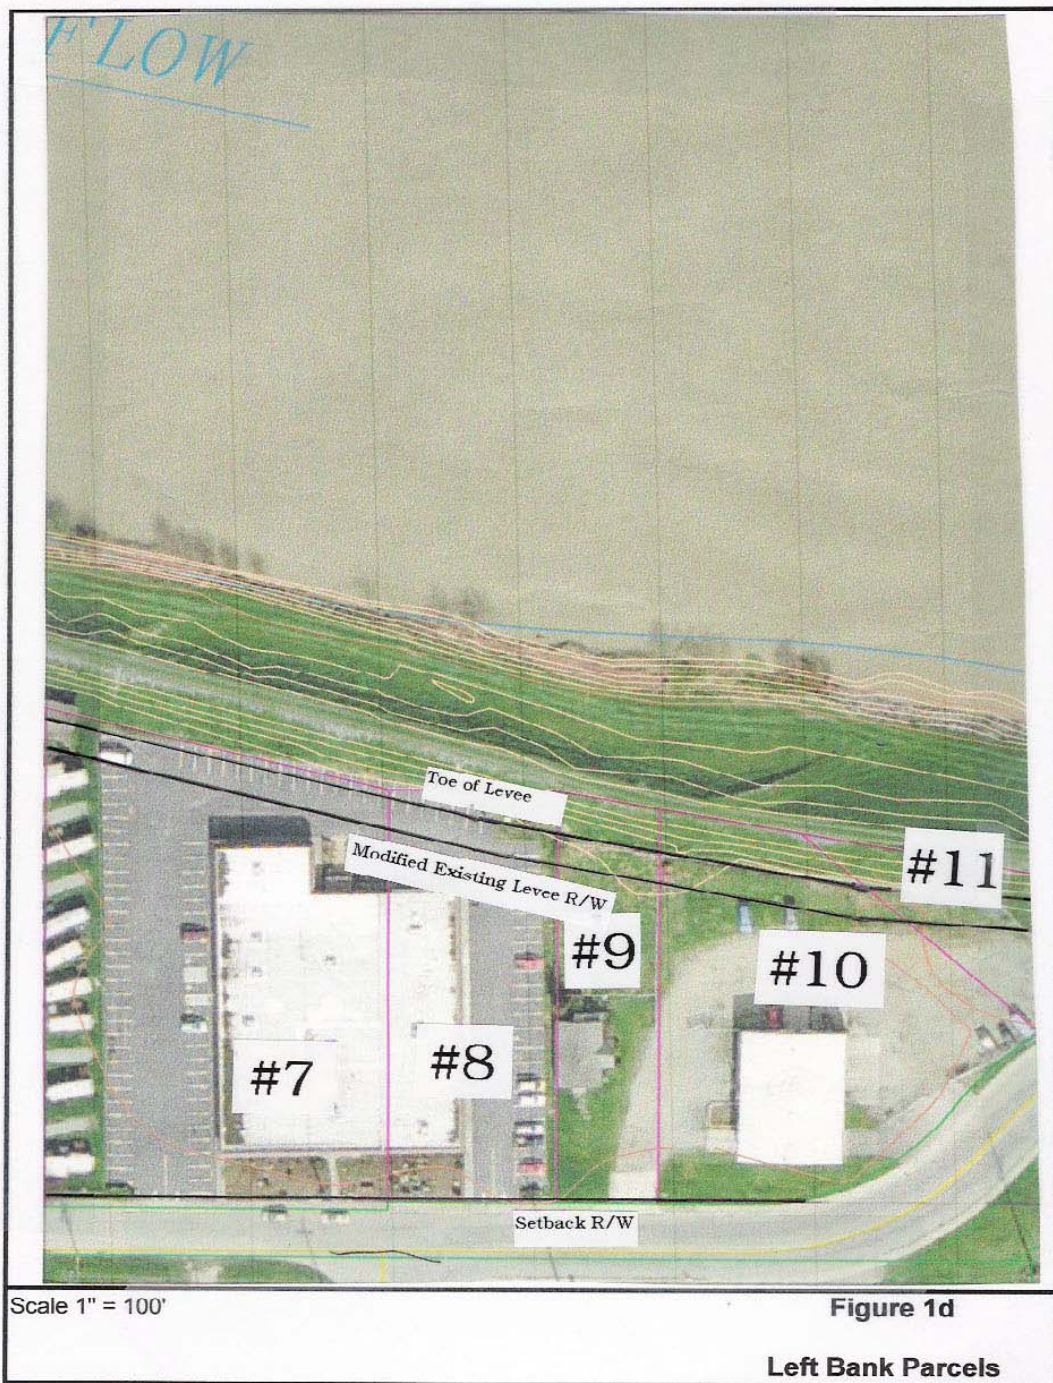 FLOW
Toe of Levee
Modified Existing Levee R/W
#11
#9
#10
#7
#8
Setback R/W
Scale 1" = 100'
Figure 1d
Left Bank Parcels